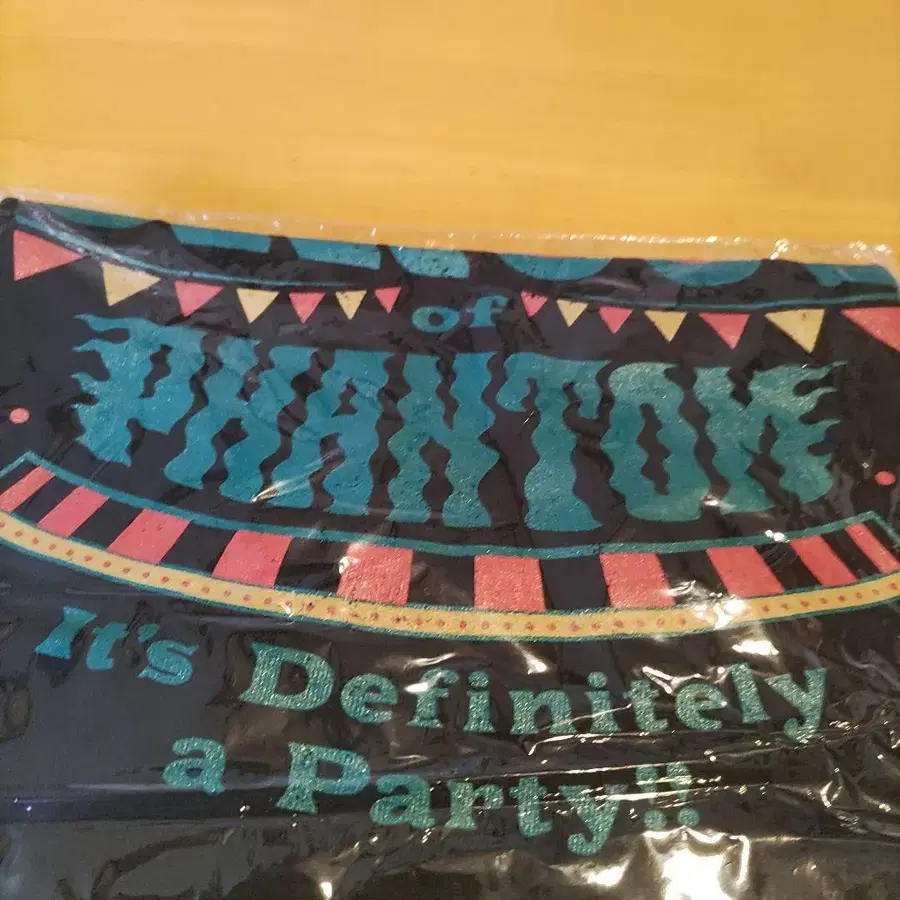 of
PHANTOM
It's Definitely
a Party!!